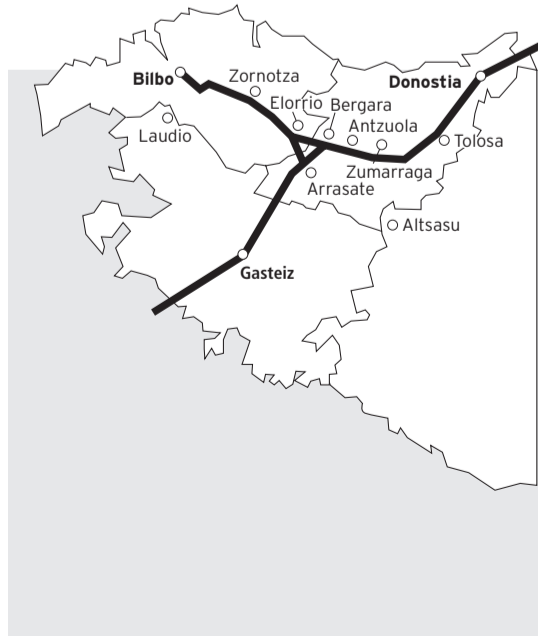 Bilbo
Zornotza
Donostia
Elorrio
Bergara
Antzuola
Laudio
Tolosa
Zumarraga
Arrasate
Altsasu
Gasteiz